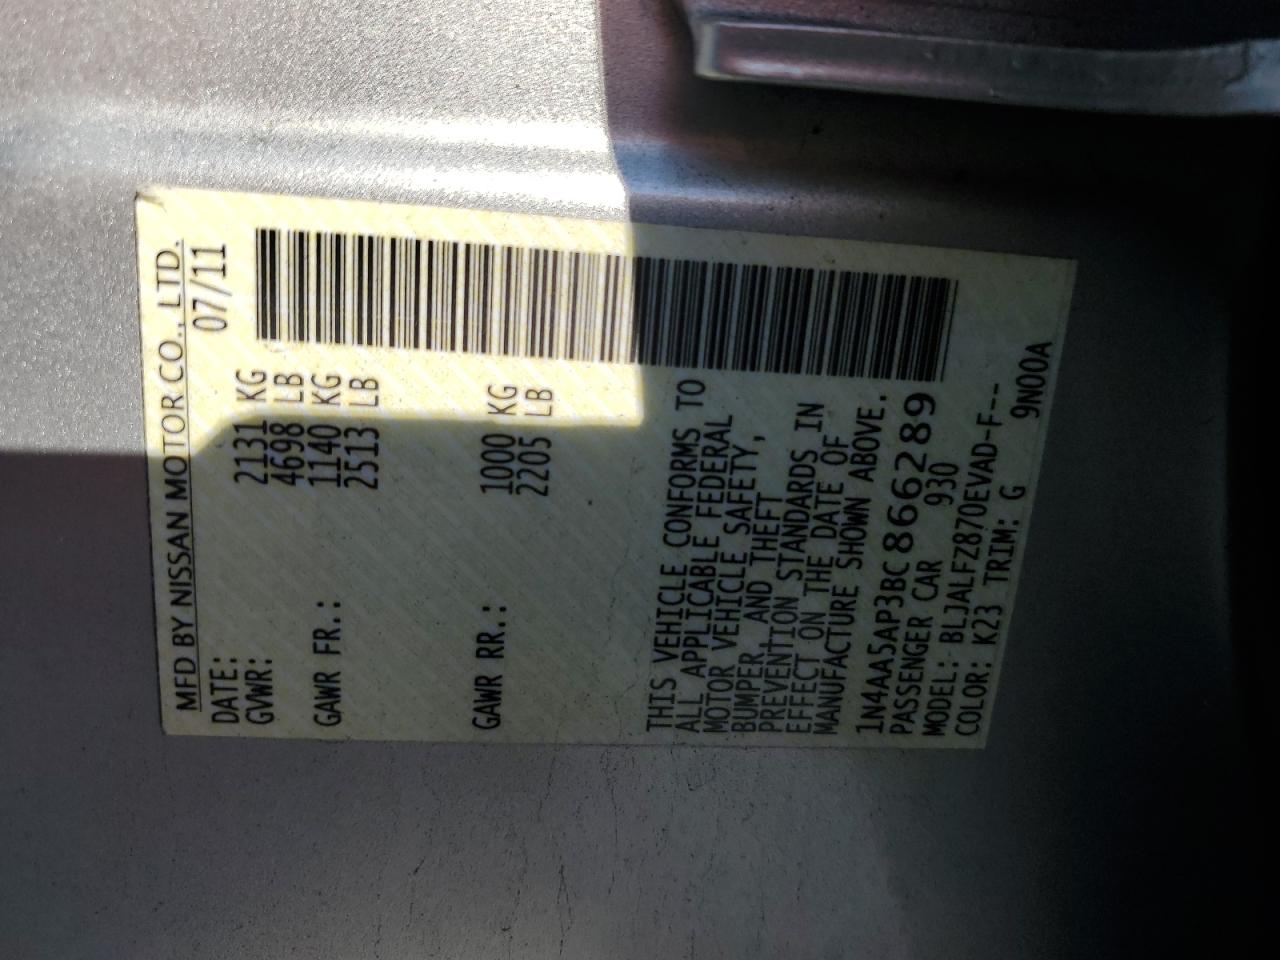 MFD BY NISSAN MOTOR CO., LTD.
DATE: 07/11
GVWR: 2131 KG
4698 LB
GAWR FR.: 1140 KG
2513 LB
GAWR RR.: 1000 KG
2205 LB
THIS VEHICLE CONFORMS TO
ALL APPLICABLE FEDERAL
MOTOR VEHICLE SAFETY,
BUMPER, AND THEFT
PREVENTION STANDARDS IN
EFFECT ON THE DATE OF
MANUFACTURE SHOWN ABOVE.
1N4AA5AP3BC866289
PASSENGER CAR 930
MODEL: BLJALFZ870EVAD-F---
COLOR: K23 TRIM: G 9N00A